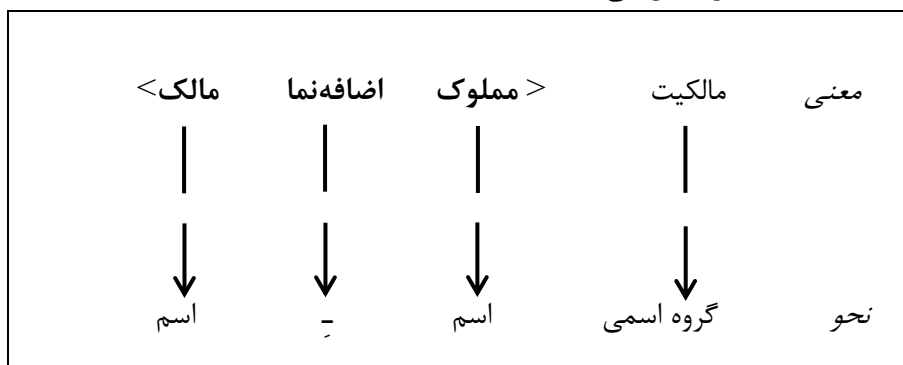 معنی مالکیت < مملوک اضافه‌نما مالک>
نحو گروه اسمی اسم ـِ اسم